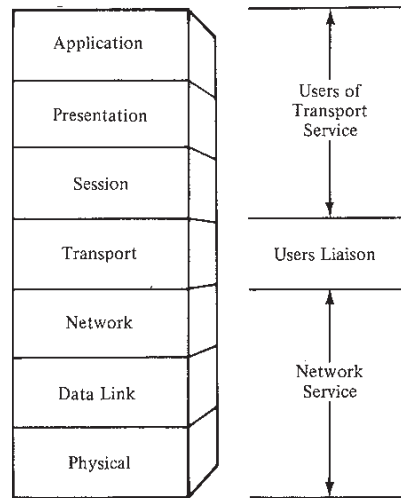 Application
Presentation
Session
Transport
Network
Data Link
Physical
Users of
Transport
Service
Users Liaison
Network
Service